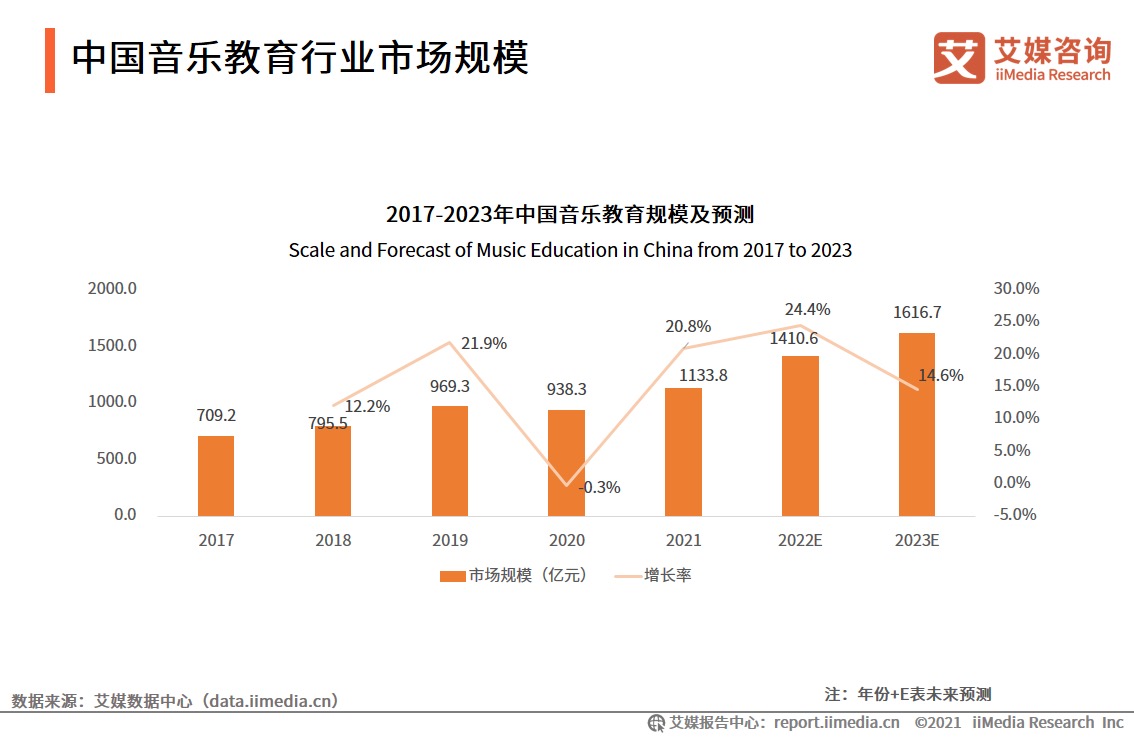 中国音乐教育行业市场规模
艾 艾媒咨询
iiMedia Research
2017-2023年中国音乐教育规模及预测
Scale and Forecast of Music Education in China from 2017 to 2023
2000.0
1500.0
1000.0
500.0
0.0
30.0%
25.0%
20.0%
15.0%
10.0%
5.0%
0.0%
-5.0%
709.2
795.5
969.3
938.3
1133.8
1410.6
1616.7
12.2%
21.9%
-0.3%
20.8%
24.4%
14.6%
2017 2018 2019 2020 2021 2022E 2023E
市场规模（亿元） 增长率
数据来源：艾媒数据中心（data.iimedia.cn）
注：年份+E表未来预测
艾媒报告中心：report.iimedia.cn ©2021 iiMedia Research Inc